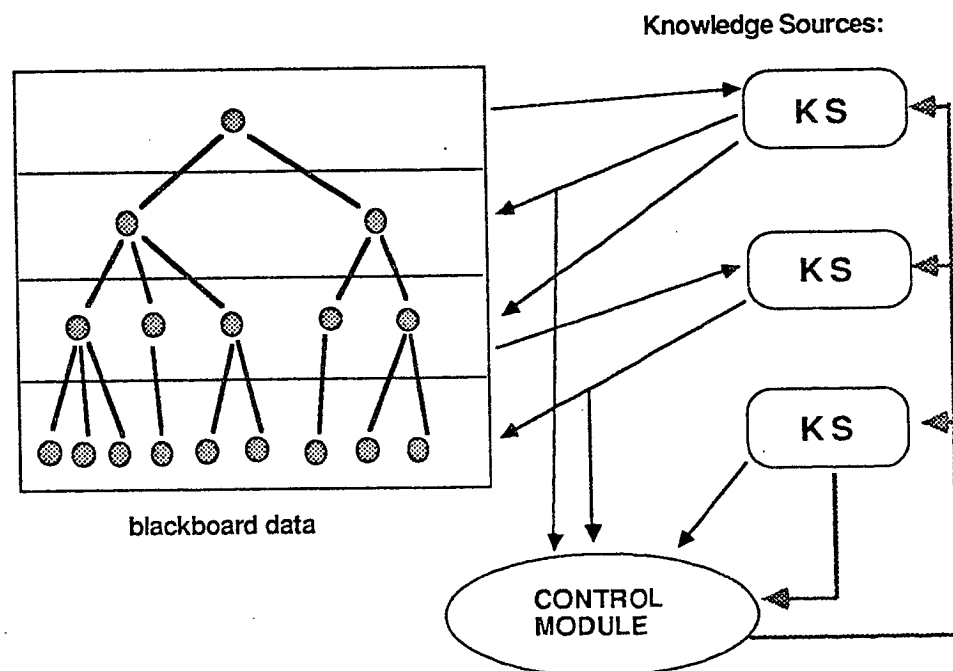 Knowledge Sources:
KS
KS
KS
blackboard data
CONTROL
MODULE